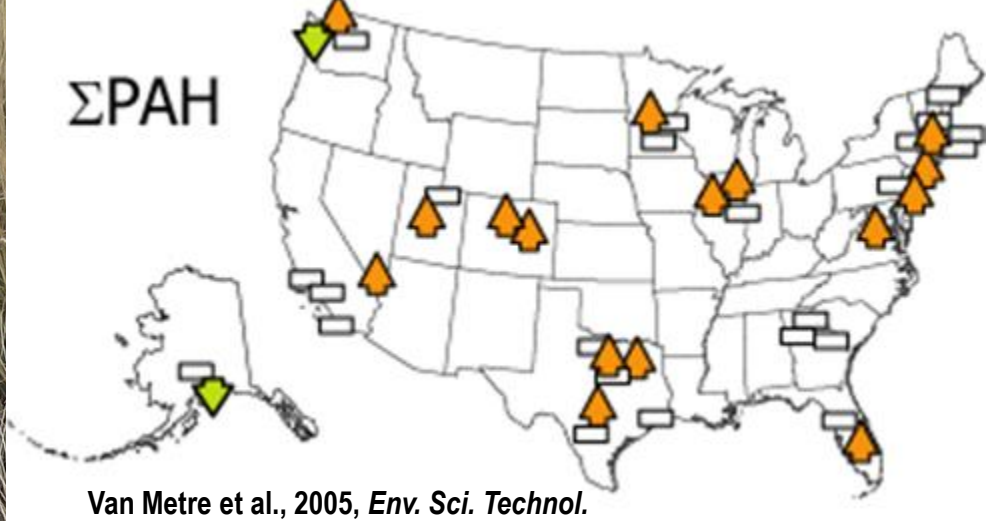 ΣPAH
Van Metre et al., 2005, Env. Sci. Technol.